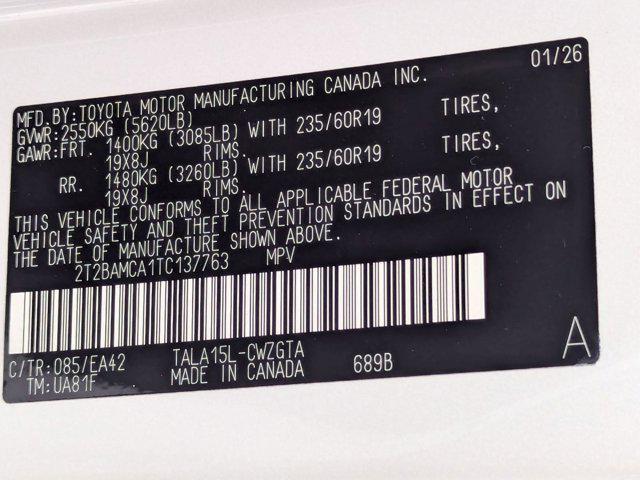 MFD.BY:TOYOTA MOTOR MANUFACTURING CANADA INC. 01/26
GVWR:2550KG (5620LB)
GAWR:FRT. 1400KG (3085LB) WITH 235/60R19 TIRES,
19X8J RIMS.
RR. 1480KG (3260LB) WITH 235/60R19 TIRES,
19X8J RIMS.
THIS VEHICLE CONFORMS TO ALL APPLICABLE FEDERAL MOTOR
VEHICLE SAFETY AND THEFT PREVENTION STANDARDS IN EFFECT ON
THE DATE OF MANUFACTURE SHOWN ABOVE.
2T2BAMCA1TC137763 MPV
C/TR:085/EA42 TALA15L-CWZGTA 689B A
TM:UA81F MADE IN CANADA